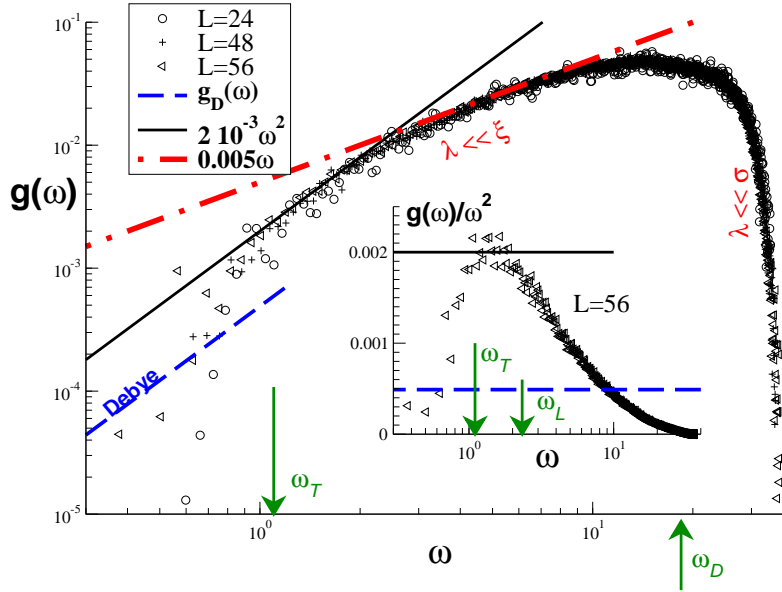 L=24
L=48
L=56
g_D(ω)
2 10^-3 ω^2
0.005ω
10^-1
10^-2
10^-3
10^-4
10^-5
g(ω)
λ << ξ
λ << σ
Debye
ω_T
g(ω)/ω^2
0.002
0.001
0
L=56
ω_T
ω_L
10^0
10^1
ω
10^0
10^1
ω
ω_D